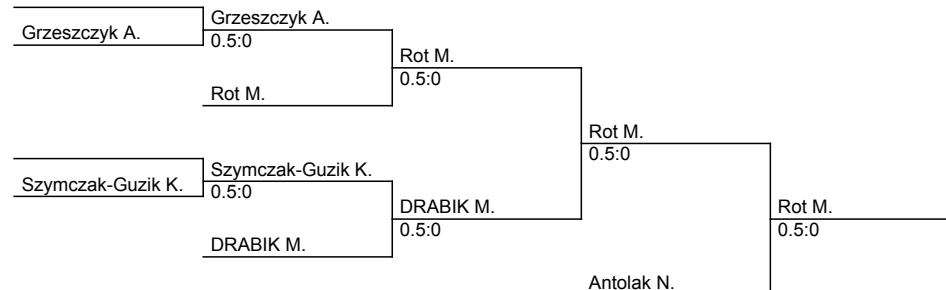 Grzeszczyk A.
Grzeszczyk A.
0.5:0
Rot M.
0.5:0
Rot M.
Rot M.
0.5:0
Szymczak-Guzik K.
Szymczak-Guzik K.
0.5:0
DRABIK M.
0.5:0
DRABIK M.
Rot M.
0.5:0
Antolak N.